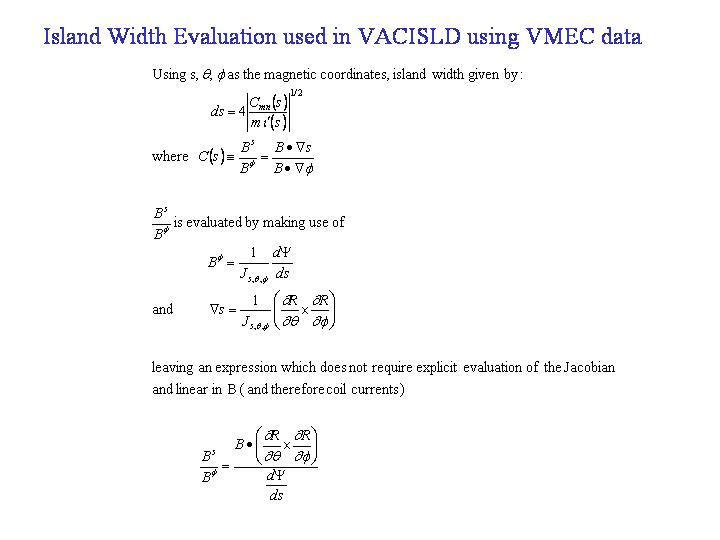 Island Width Evaluation used in VACISLD using VMEC data
Using s, θ, ϕ as the magnetic coordinates, island width given by:
ds = 4 |C_mn(s) / m ι'(s)|^1/2
where C(s) ≡ B^s / B^ϕ = B • ∇s / B • ∇ϕ
B^s / B^ϕ is evaluated by making use of
B^ϕ = 1 / J_s,θ,ϕ dΨ / ds
and ∇s = 1 / J_s,θ,ϕ (∂R / ∂θ × ∂R / ∂ϕ)
leaving an expression which does not require explicit evaluation of the Jacobian
and linear in B ( and therefore coil currents)
B^s / B^ϕ = B • (∂R / ∂θ × ∂R / ∂ϕ) / dΨ / ds